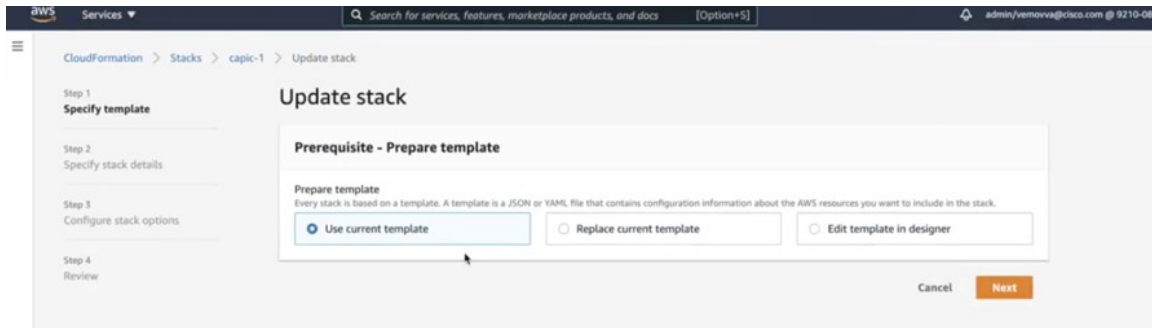 aws
Services ▼
Search for services, features, marketplace products, and docs [Option+S]
admin/vemovva@cisco.com @ 9210-08
CloudFormation > Stacks > capic-1 > Update stack
Step 1
Specify template
Step 2
Specify stack details
Step 3
Configure stack options
Step 4
Review
Update stack
Prerequisite - Prepare template
Prepare template
Every stack is based on a template. A template is a JSON or YAML file that contains configuration information about the AWS resources you want to include in the stack.
Use current template
Replace current template
Edit template in designer
Cancel
Next